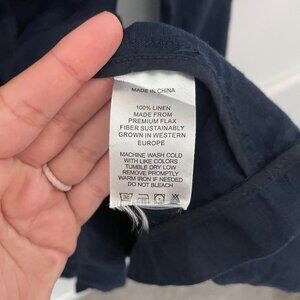 MADE IN CHINA
100% LINEN
MADE FROM
PREMIUM FLAX
FIBER SUSTAINABLY
GROWN IN WESTERN
EUROPE
MACHINE WASH COLD
WITH LIKE COLORS
TUMBLE DRY LOW
REMOVE PROMPTLY
WARM IRON IF NEEDED
DO NOT BLEACH